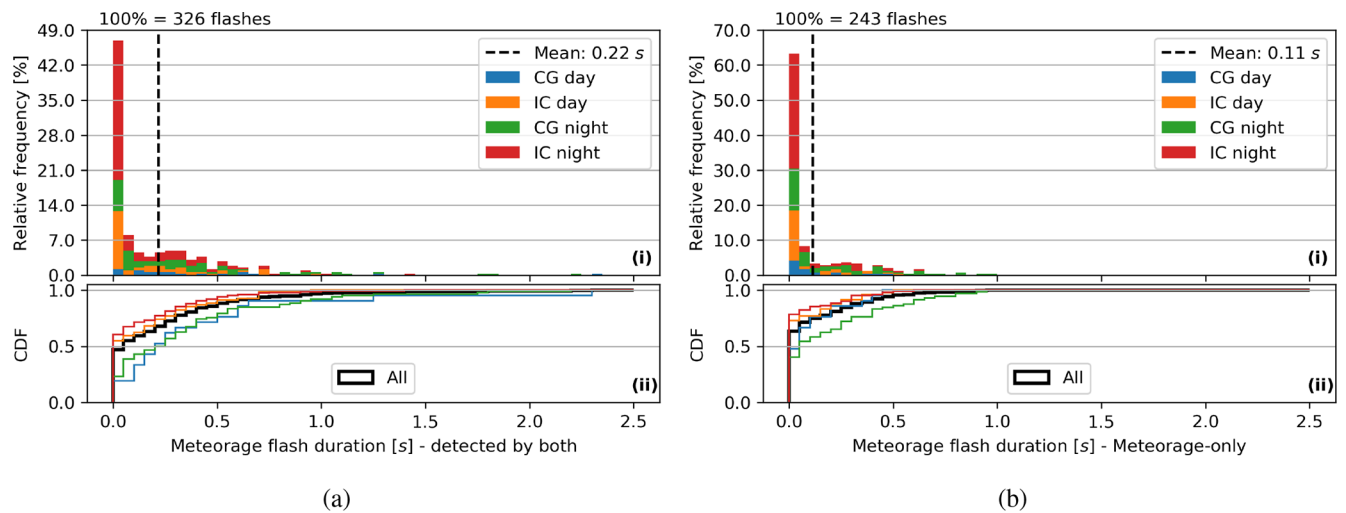 100% = 326 flashes
49.0
42.0
35.0
28.0
21.0
14.0
7.0
0.0
Relative frequency [%]
Mean: 0.22 s
CG day
IC day
CG night
IC night
(i)
1.0
0.5
0.0
CDF
All
(ii)
0.0 0.5 1.0 1.5 2.0 2.5
Meteorage flash duration [s] - detected by both
(a)
100% = 243 flashes
70.0
60.0
50.0
40.0
30.0
20.0
10.0
0.0
Relative frequency [%]
Mean: 0.11 s
CG day
IC day
CG night
IC night
(i)
1.0
0.5
0.0
CDF
All
(ii)
0.0 0.5 1.0 1.5 2.0 2.5
Meteorage flash duration [s] - Meteorage-only
(b)